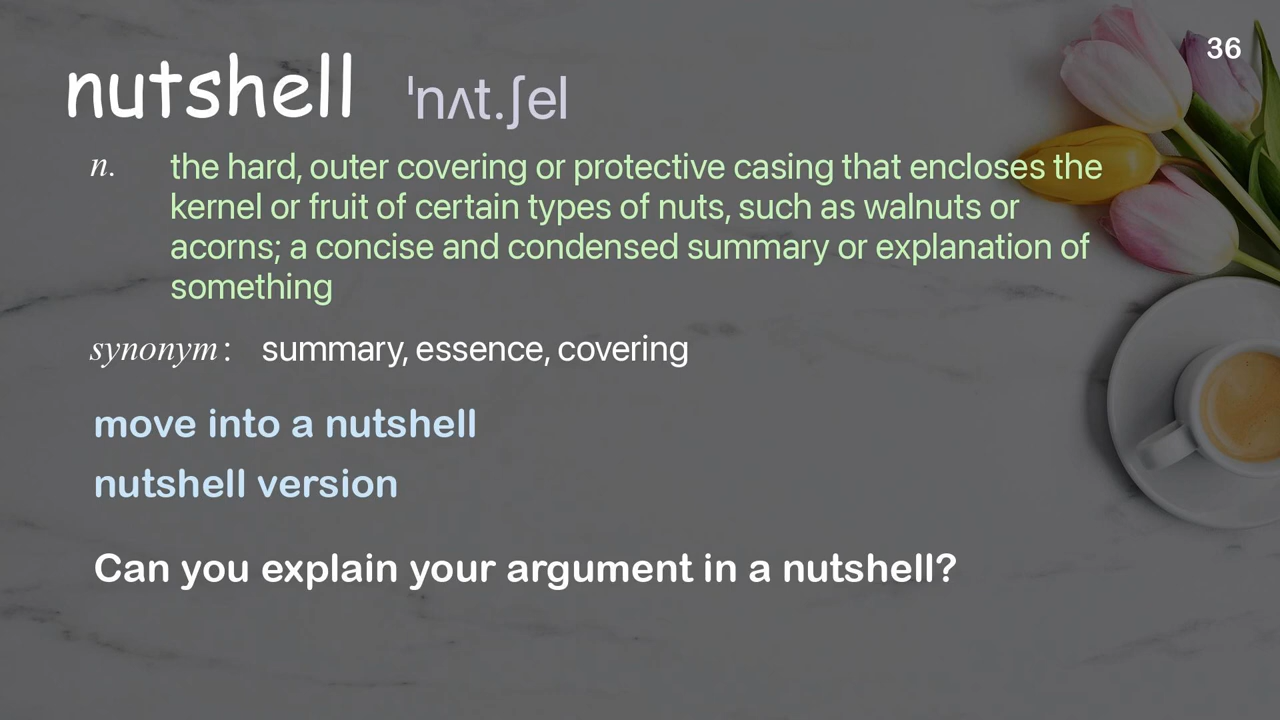 36
nutshell ˈnʌt.ʃel
n. the hard, outer covering or protective casing that encloses the
kernel or fruit of certain types of nuts, such as walnuts or
acorns; a concise and condensed summary or explanation of
something
synonym: summary, essence, covering
move into a nutshell
nutshell version
Can you explain your argument in a nutshell?